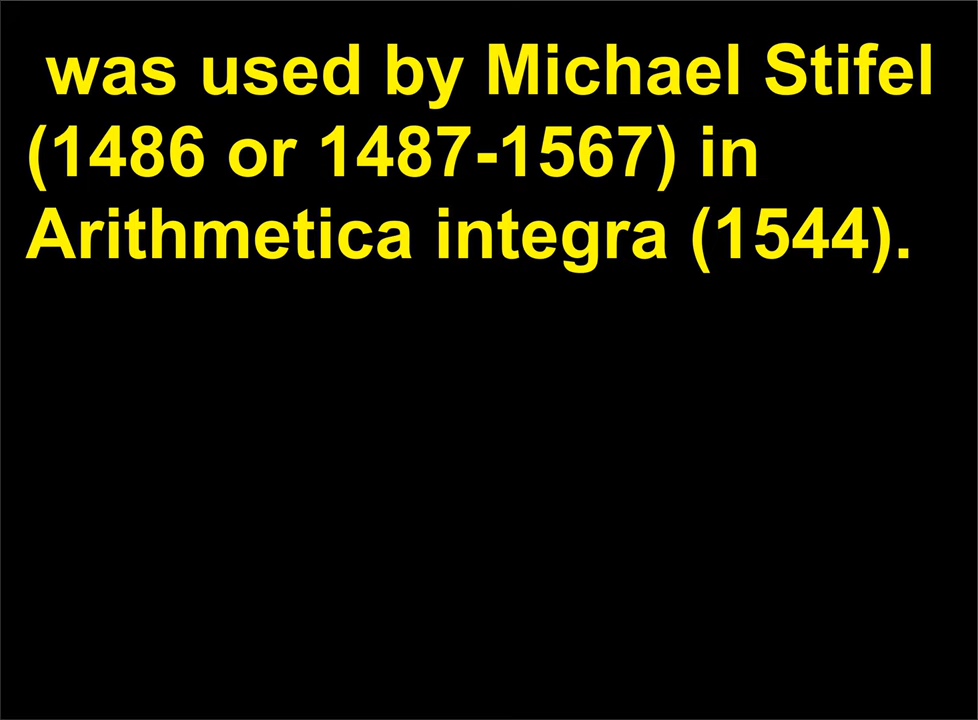 was used by Michael Stifel
(1486 or 1487-1567) in
Arithmetica integra (1544).